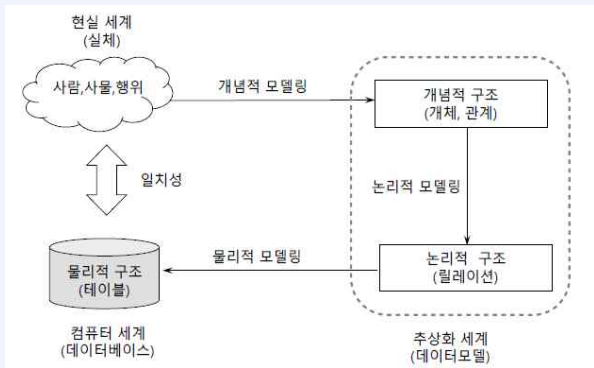 현실 세계
(실체)
사람,사물,행위
개념적 모델링
개념적 구조
(개체, 관계)
일치성
논리적 모델링
물리적 구조
(테이블)
물리적 모델링
논리적 구조
(릴레이션)
컴퓨터 세계
(데이터베이스)
추상화 세계
(데이터모델)